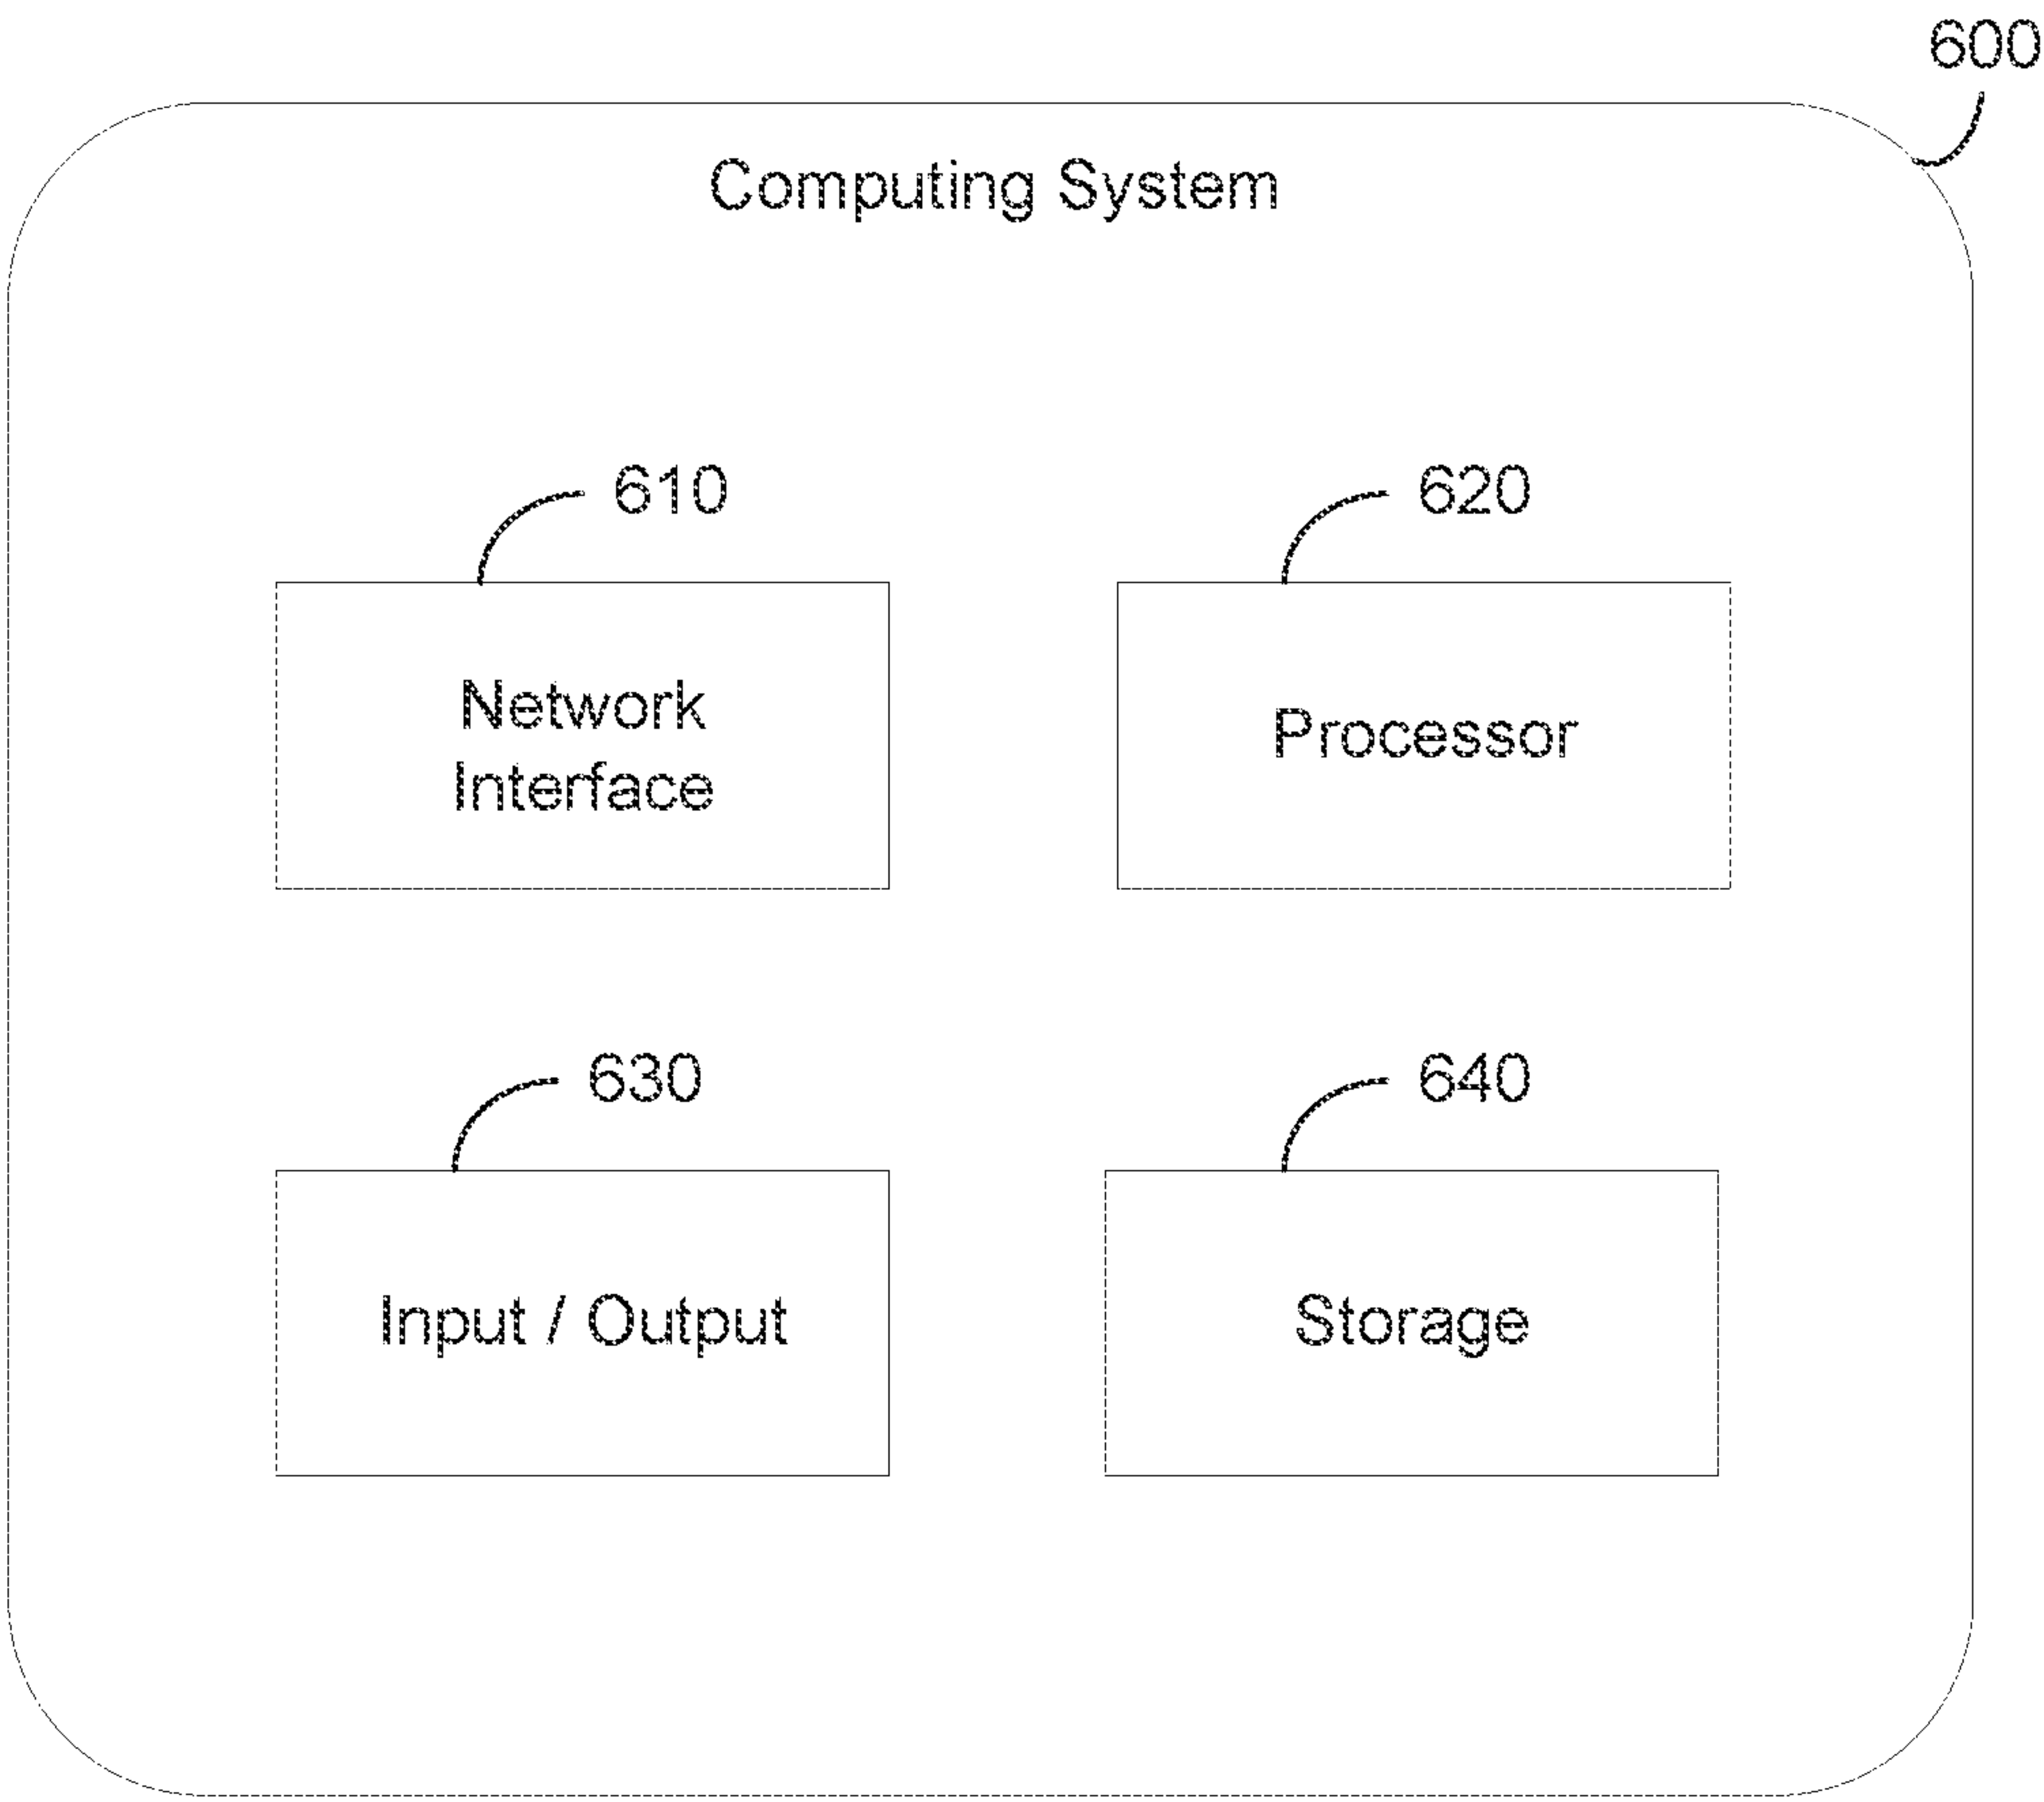 600
Computing System
610
620
Network
Interface
Processor
630
640
Input / Output
Storage